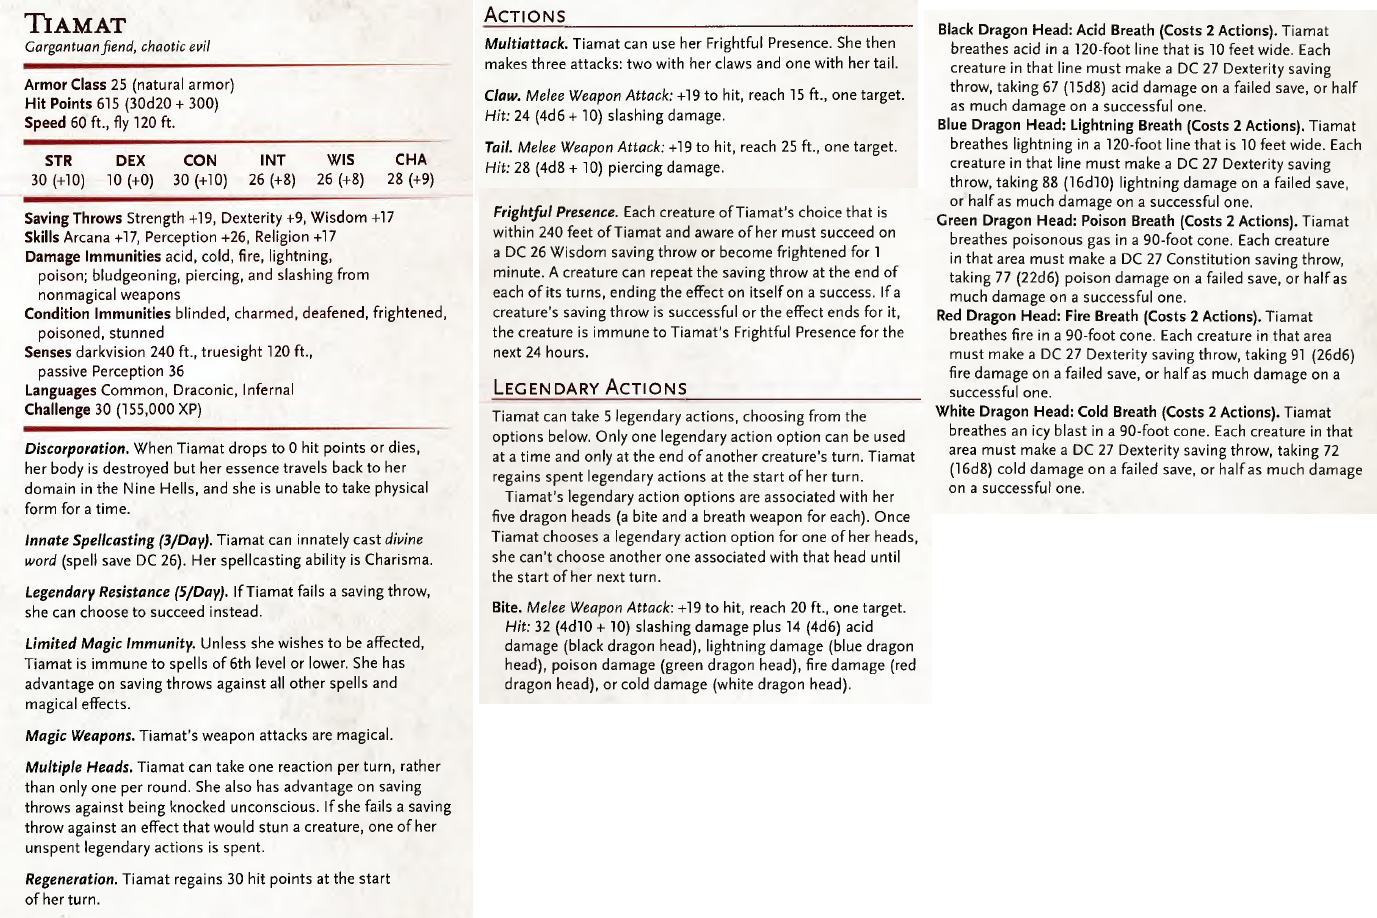 TIAMAT
Gargantuan fiend, chaotic evil
Armor Class 25 (natural armor)
Hit Points 615 (30d20 + 300)
Speed 60 ft., fly 120 ft.
STR DEX CON INT WIS CHA
30 (+10) 10 (+0) 30 (+10) 26 (+8) 26 (+8) 28 (+9)
Saving Throws Strength +19, Dexterity +9, Wisdom +17
Skills Arcana +17, Perception +26, Religion +17
Damage Immunities acid, cold, fire, lightning,
poison; bludgeoning, piercing, and slashing from
nonmagical weapons
Condition Immunities blinded, charmed, deafened, frightened,
poisoned, stunned
Senses darkvision 240 ft., truesight 120 ft.,
passive Perception 36
Languages Common, Draconic, Infernal
Challenge 30 (155,000 XP)
Discorporation. When Tiamat drops to 0 hit points or dies,
her body is destroyed but her essence travels back to her
domain in the Nine Hells, and she is unable to take physical
form for a time.
Innate Spellcasting (3/Day). Tiamat can innately cast divine
word (spell save DC 26). Her spellcasting ability is Charisma.
Legendary Resistance (5/Day). If Tiamat fails a saving throw,
she can choose to succeed instead.
Limited Magic Immunity. Unless she wishes to be affected,
Tiamat is immune to spells of 6th level or lower. She has
advantage on saving throws against all other spells and
magical effects.
Magic Weapons. Tiamat's weapon attacks are magical.
Multiple Heads. Tiamat can take one reaction per turn, rather
than only one per round. She also has advantage on saving
throws against being knocked unconscious. If she fails a saving
throw against an effect that would stun a creature, one of her
unspent legendary actions is spent.
Regeneration. Tiamat regains 30 hit points at the start
of her turn.
ACTIONS
Multiattack. Tiamat can use her Frightful Presence. She then
makes three attacks: two with her claws and one with her tail.
Claw. Melee Weapon Attack: +19 to hit, reach 15 ft., one target.
Hit: 24 (4d6 + 10) slashing damage.
Tail. Melee Weapon Attack: +19 to hit, reach 25 ft., one target.
Hit: 28 (4d8 + 10) piercing damage.
Frightful Presence. Each creature of Tiamat's choice that is
within 240 feet of Tiamat and aware of her must succeed on
a DC 26 Wisdom saving throw or become frightened for 1
minute. A creature can repeat the saving throw at the end of
each of its turns, ending the effect on itself on a success. If a
creature's saving throw is successful or the effect ends for it,
the creature is immune to Tiamat's Frightful Presence for the
next 24 hours.
LEGENDARY ACTIONS
Tiamat can take 5 legendary actions, choosing from the
options below. Only one legendary action option can be used
at a time and only at the end of another creature's turn. Tiamat
regains spent legendary actions at the start of her turn.
Tiamat's legendary action options are associated with her
five dragon heads (a bite and a breath weapon for each). Once
Tiamat chooses a legendary action option for one of her heads,
she can't choose another one associated with that head until
the start of her next turn.
Bite. Melee Weapon Attack: +19 to hit, reach 20 ft., one target.
Hit: 32 (4d10 + 10) slashing damage plus 14 (4d6) acid
damage (black dragon head), lightning damage (blue dragon
head), poison damage (green dragon head), fire damage (red
dragon head), or cold damage (white dragon head).
Black Dragon Head: Acid Breath (Costs 2 Actions). Tiamat
breathes acid in a 120-foot line that is 10 feet wide. Each
creature in that line must make a DC 27 Dexterity saving
throw, taking 67 (15d8) acid damage on a failed save, or half
as much damage on a successful one.
Blue Dragon Head: Lightning Breath (Costs 2 Actions). Tiamat
breathes lightning in a 120-foot line that is 10 feet wide. Each
creature in that line must make a DC 27 Dexterity saving
throw, taking 88 (16d10) lightning damage on a failed save,
or half as much damage on a successful one.
Green Dragon Head: Poison Breath (Costs 2 Actions). Tiamat
breathes poisonous gas in a 90-foot cone. Each creature
in that area must make a DC 27 Constitution saving throw,
taking 77 (22d6) poison damage on a failed save, or half as
much damage on a successful one.
Red Dragon Head: Fire Breath (Costs 2 Actions). Tiamat
breathes fire in a 90-foot cone. Each creature in that area
must make a DC 27 Dexterity saving throw, taking 91 (26d6)
fire damage on a failed save, or half as much damage on a
successful one.
White Dragon Head: Cold Breath (Costs 2 Actions). Tiamat
breathes an icy blast in a 90-foot cone. Each creature in that
area must make a DC 27 Dexterity saving throw, taking 72
(16d8) cold damage on a failed save, or half as much damage
on a successful one.